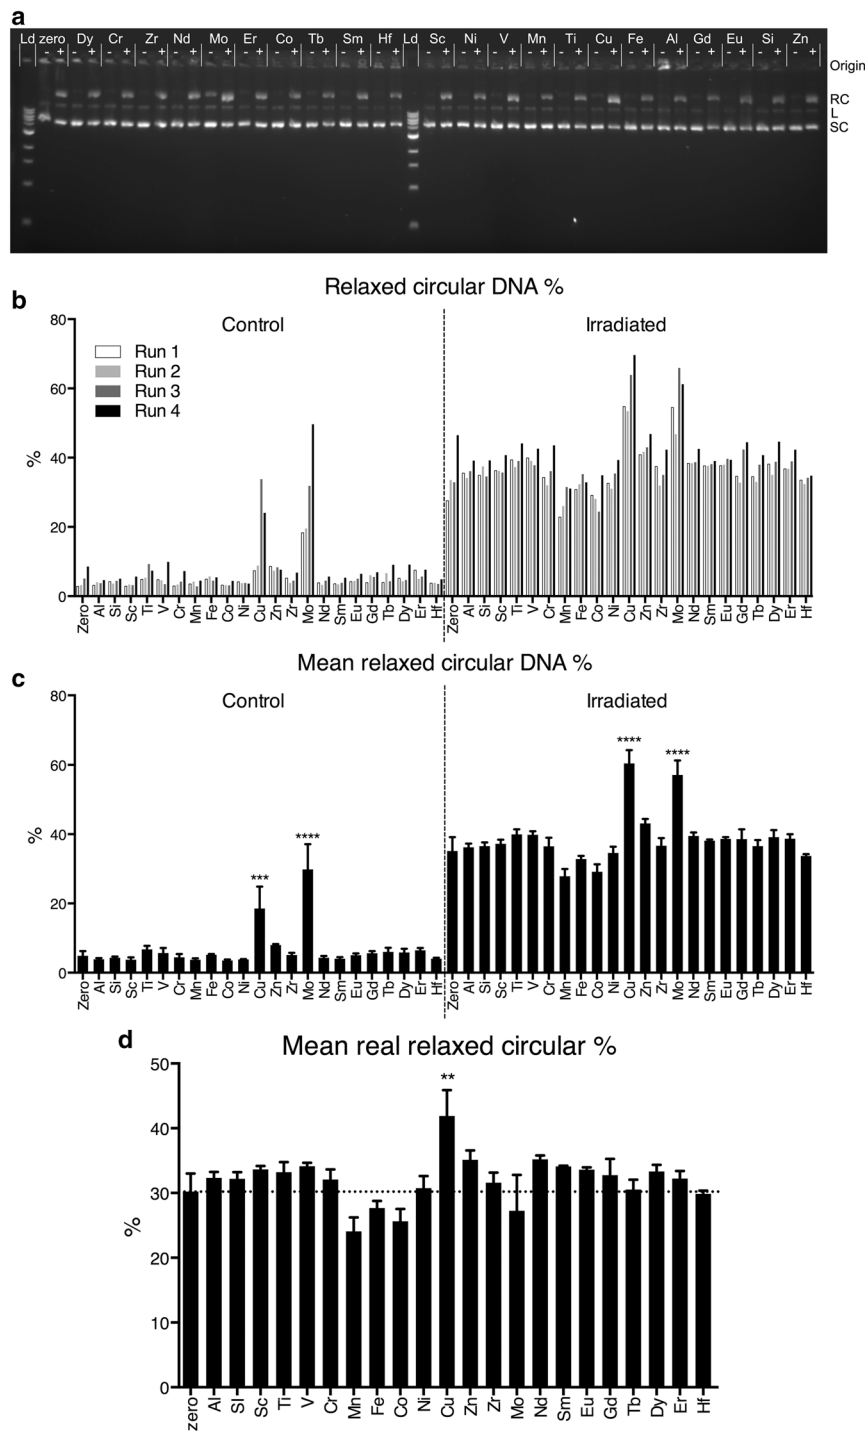 a
Ld zero Dy Cr Zr Nd Mo Er Co Tb Sm Hf Ld Sc Ni V Mn Ti Cu Fe Al Gd Eu Si Zn
- + - + - + - + - + - + - + - + - + - + - + - + - + - + - + - + - + - + - + - + - + - + - +
Origin
RC
L
SC
b
Relaxed circular DNA %
Control
Irradiated
Run 1
Run 2
Run 3
Run 4
%
80
60
40
20
0
Zero Al Si Sc Ti V Cr Mn Fe Co Ni Cu Zn Zr Mo Nd Sm Eu Gd Tb Dy Er Hf Zero Al Si Sc Ti V Cr Mn Fe Co Ni Cu Zn Zr Mo Nd Sm Eu Gd Tb Dy Er Hf
Mean relaxed circular DNA %
c
Control
Irradiated
%
80
60
40
20
0
*** **** **** ****
Zero Al Si Sc Ti V Cr Mn Fe Co Ni Cu Zn Zr Mo Nd Sm Eu Gd Tb Dy Er Hf Zero Al Si Sc Ti V Cr Mn Fe Co Ni Cu Zn Zr Mo Nd Sm Eu Gd Tb Dy Er Hf
d
Mean real relaxed circular %
%
50
40
30
20
10
0
**
zero Al SI Sc Ti V Cr Mn Fe Co Ni Cu Zn Zr Mo Nd Sm Eu Gd Tb Dy Er Hf